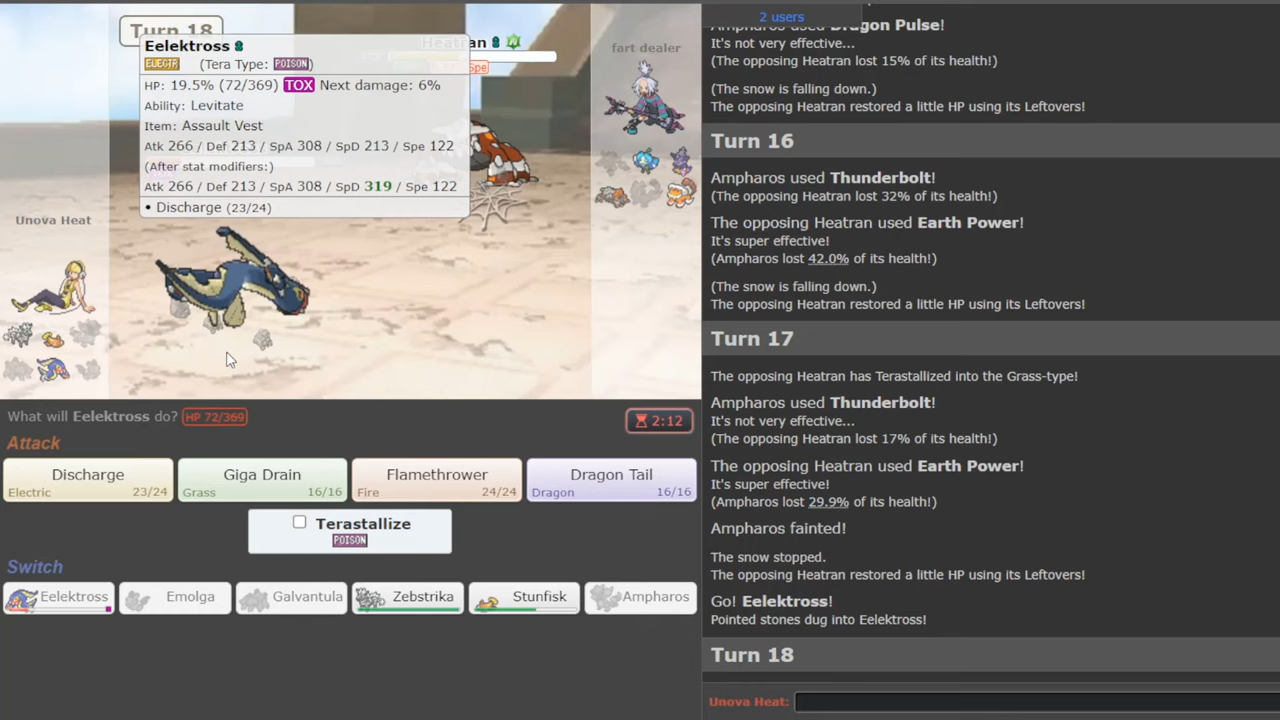 Turn 18
Eelektross
ELECTR (Tera Type: POISON)
HP: 19.5% (72/369) TOX Next damage: 6%
Ability: Levitate
Item: Assault Vest
Atk 266 / Def 213 / SpA 308 / SpD 213 / Spe 122
(After stat modifiers:)
Atk 266 / Def 213 / SpA 308 / SpD 319 / Spe 122
• Discharge (23/24)
Heatran
Spe
fart dealer
Unova Heat
What will Eelektross do? HP 72/369
2:12
Attack
Discharge
Electric 23/24
Giga Drain
Grass 16/16
Flamethrower
Fire 24/24
Dragon Tail
Dragon 16/16
Terastallize
POISON
Switch
Eelektross
Emolga
Galvantula
Zebstrika
Stunfisk
Ampharos
2 users
Ampharos used Dragon Pulse!
It's not very effective...
(The opposing Heatran lost 15% of its health!)
(The snow is falling down.)
The opposing Heatran restored a little HP using its Leftovers!
Turn 16
Ampharos used Thunderbolt!
(The opposing Heatran lost 32% of its health!)
The opposing Heatran used Earth Power!
It's super effective!
(Ampharos lost 42.0% of its health!)
(The snow is falling down.)
The opposing Heatran restored a little HP using its Leftovers!
Turn 17
The opposing Heatran has Terastallized into the Grass-type!
Ampharos used Thunderbolt!
It's not very effective...
(The opposing Heatran lost 17% of its health!)
The opposing Heatran used Earth Power!
It's super effective!
(Ampharos lost 29.9% of its health!)
Ampharos fainted!
The snow stopped.
The opposing Heatran restored a little HP using its Leftovers!
Go! Eelektross!
Pointed stones dug into Eelektross!
Turn 18
Unova Heat: